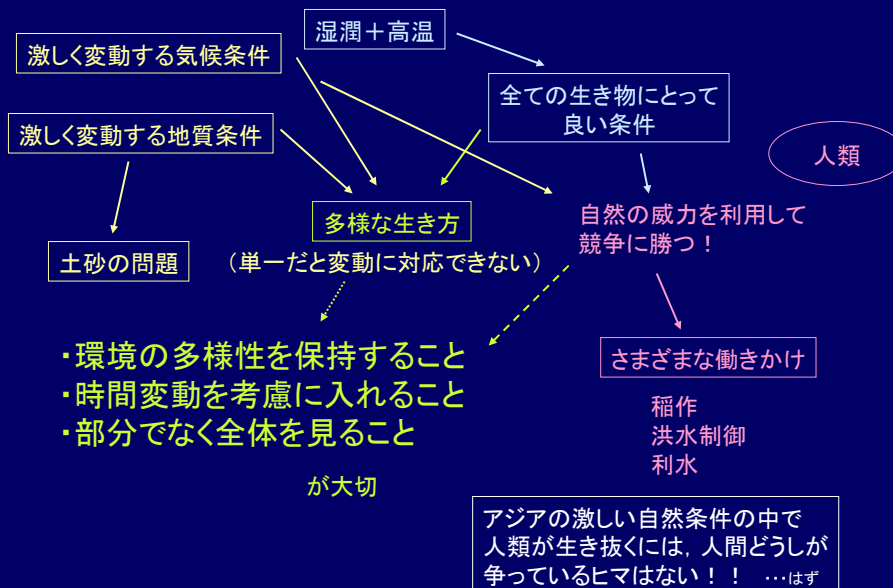 湿潤＋高温
激しく変動する気候条件
全ての生き物にとって
良い条件
激しく変動する地質条件
人類
多様な生き方
自然の威力を利用して
競争に勝つ！
土砂の問題
（単一だと変動に対応できない）
・環境の多様性を保持すること
・時間変動を考慮に入れること
・部分でなく全体を見ること
が大切
さまざまな働きかけ
稲作
洪水制御
利水
アジアの激しい自然条件の中で
人類が生き抜くには，人間どうしが
争っているヒマはない！！　…はず